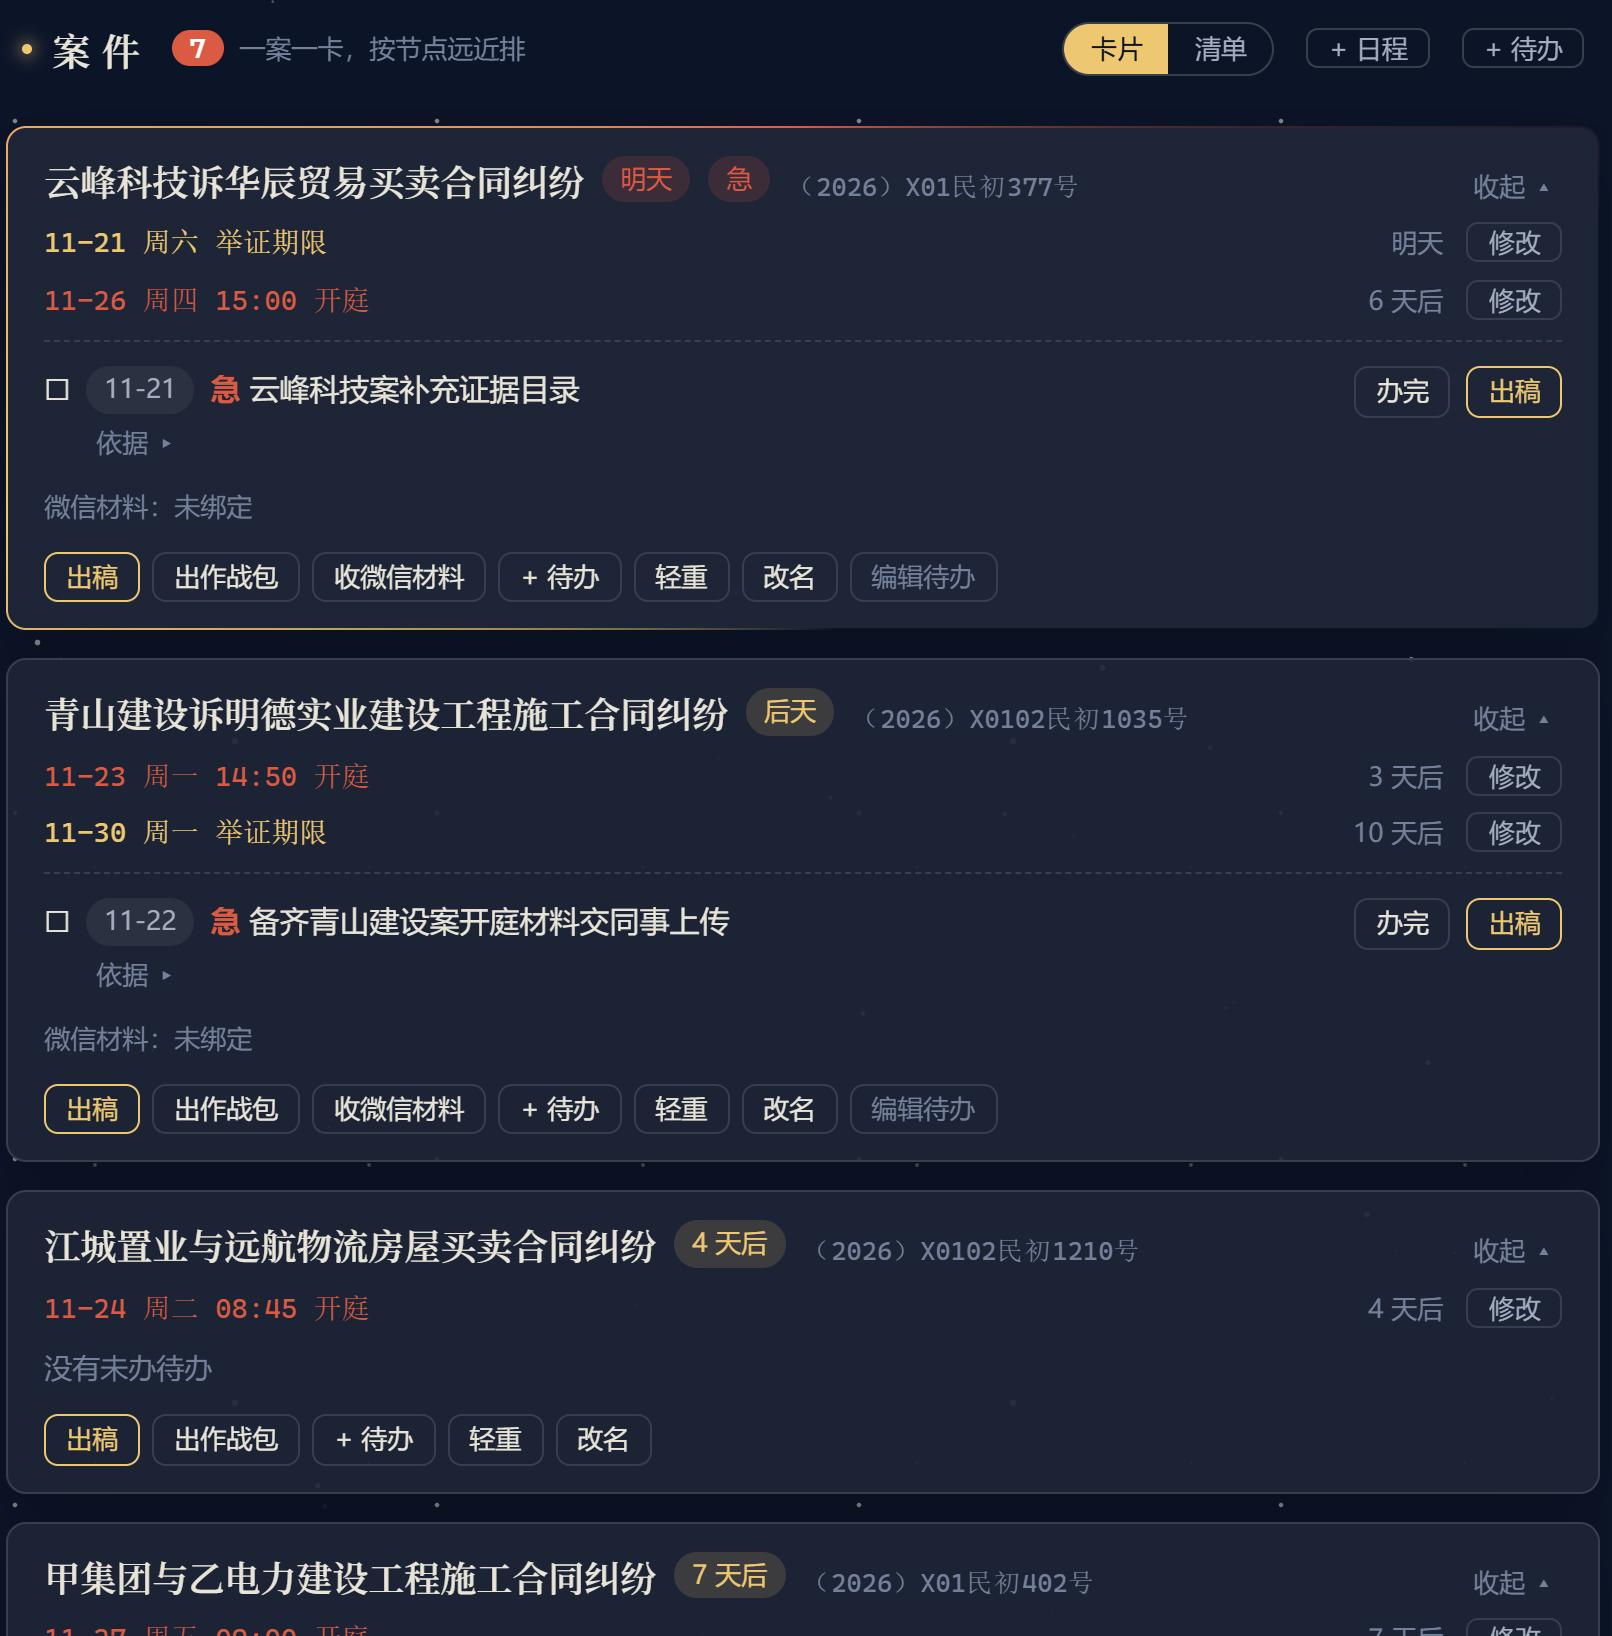 案件 7 一案一卡，按节点远近排 卡片 清单 + 日程 + 待办
云峰科技诉华辰贸易买卖合同纠纷 明天 急 （2026）X01民初377号 收起 ▴
11-21 周六 举证期限 明天 修改
11-26 周四 15:00 开庭 6 天后 修改
11-21 急 云峰科技案补充证据目录 办完 出稿
依据 ▸
微信材料：未绑定
出稿 出作战包 收微信材料 + 待办 轻重 改名 编辑待办
青山建设诉明德实业建设工程施工合同纠纷 后天 （2026）X0102民初1035号 收起 ▴
11-23 周一 14:50 开庭 3 天后 修改
11-30 周一 举证期限 10 天后 修改
11-22 急 备齐青山建设案开庭材料交同事上传 办完 出稿
依据 ▸
微信材料：未绑定
出稿 出作战包 收微信材料 + 待办 轻重 改名 编辑待办
江城置业与远航物流房屋买卖合同纠纷 4 天后 （2026）X0102民初1210号 收起 ▴
11-24 周二 08:45 开庭 4 天后 修改
没有未办待办
出稿 出作战包 + 待办 轻重 改名
甲集团与乙电力建设工程施工合同纠纷 7 天后 （2026）X01民初402号 收起 ▴
11-27 周五 开庭 7 天后 修改